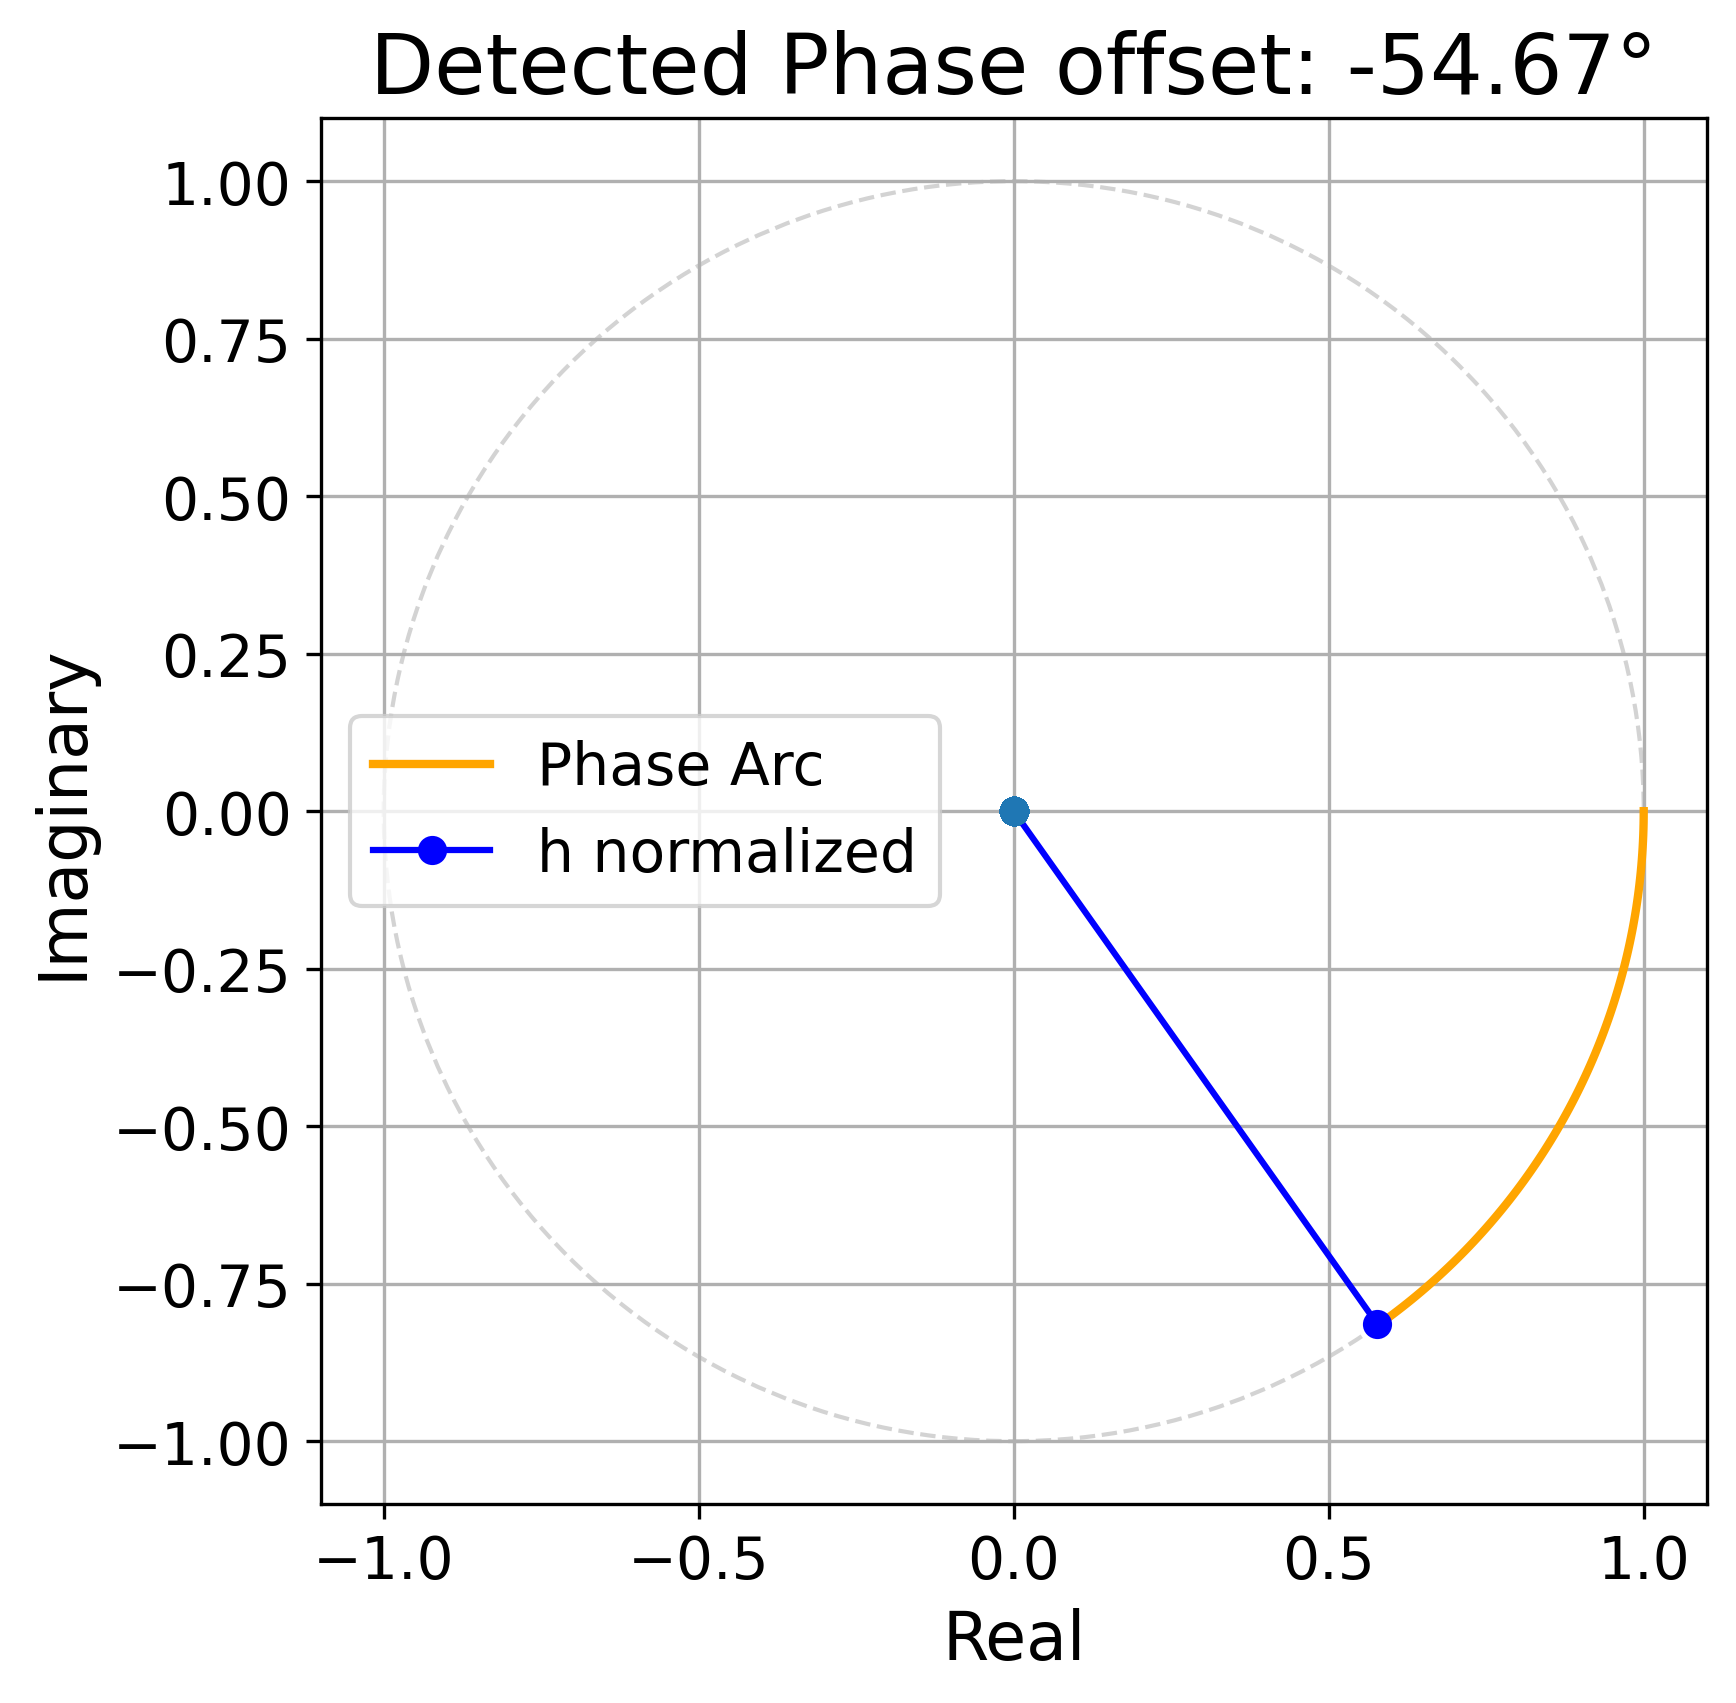 Detected Phase offset: -54.67°
1.00
0.75
0.50
0.25
0.00
−0.25
−0.50
−0.75
−1.00
Imaginary
Phase Arc
h normalized
−1.0 −0.5 0.0 0.5 1.0
Real